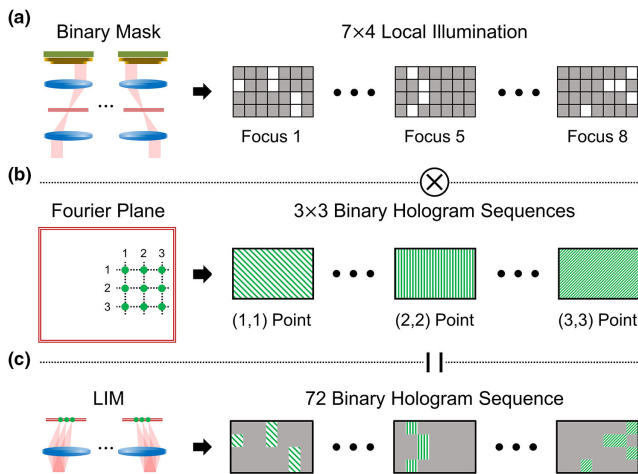 (a)
Binary Mask
7×4 Local Illumination
Focus 1
Focus 5
Focus 8
(b)
Fourier Plane
3×3 Binary Hologram Sequences
1 2 3
1
2
3
(1,1) Point
(2,2) Point
(3,3) Point
(c)
LIM
72 Binary Hologram Sequence